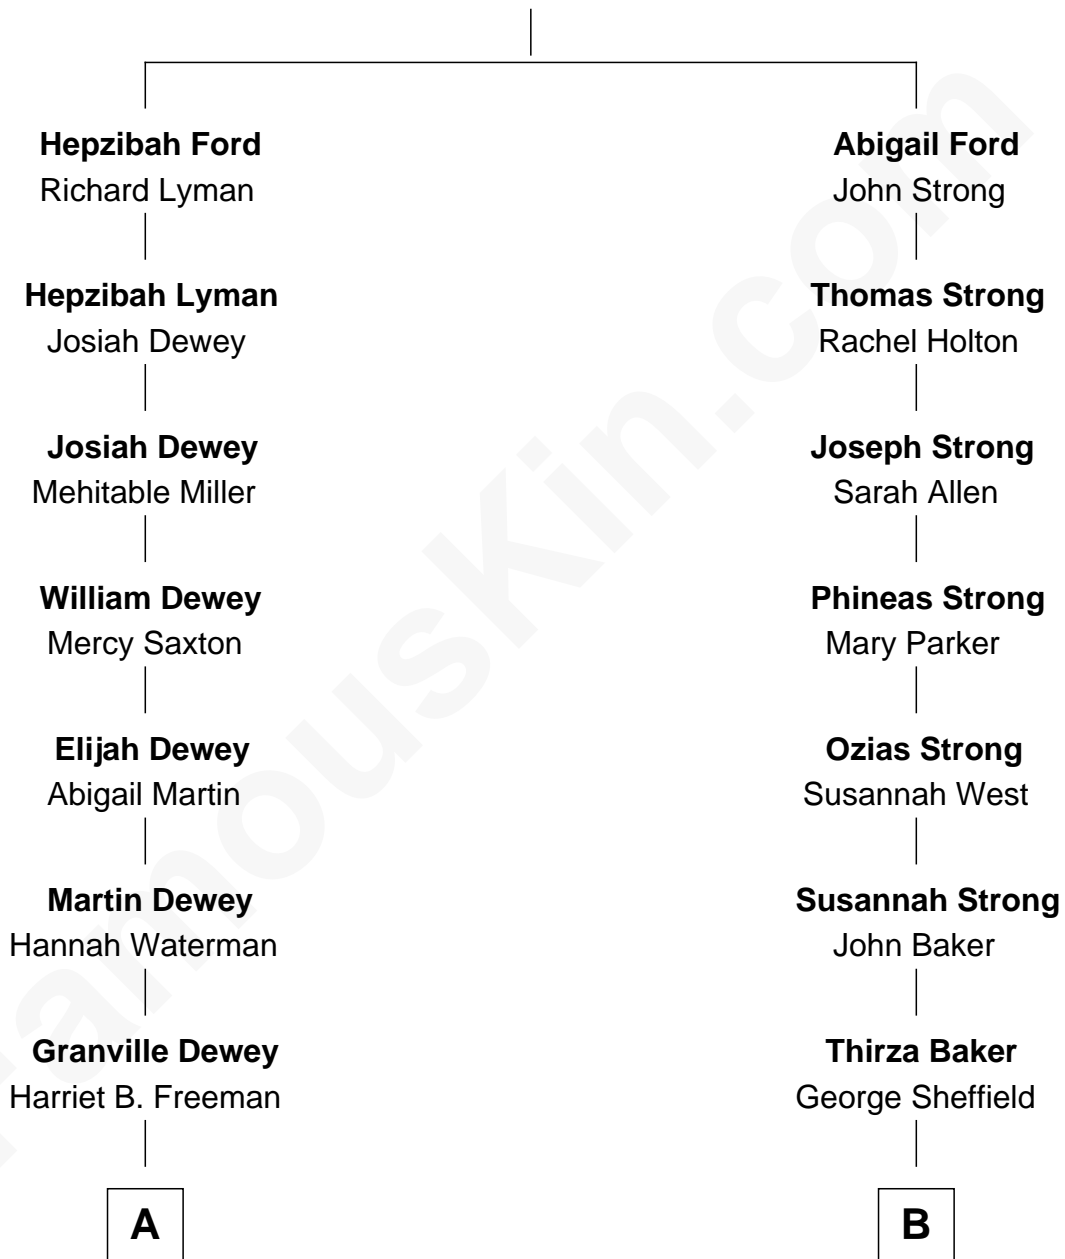 Hepzibah Ford
Richard Lyman
Abigail Ford
John Strong
Hepzibah Lyman
Josiah Dewey
Thomas Strong
Rachel Holton
Josiah Dewey
Mehitable Miller
Joseph Strong
Sarah Allen
William Dewey
Mercy Saxton
Phineas Strong
Mary Parker
Elijah Dewey
Abigail Martin
Ozias Strong
Susannah West
Martin Dewey
Hannah Waterman
Susannah Strong
John Baker
Granville Dewey
Harriet B. Freeman
Thirza Baker
George Sheffield
A
B
famouskin.com